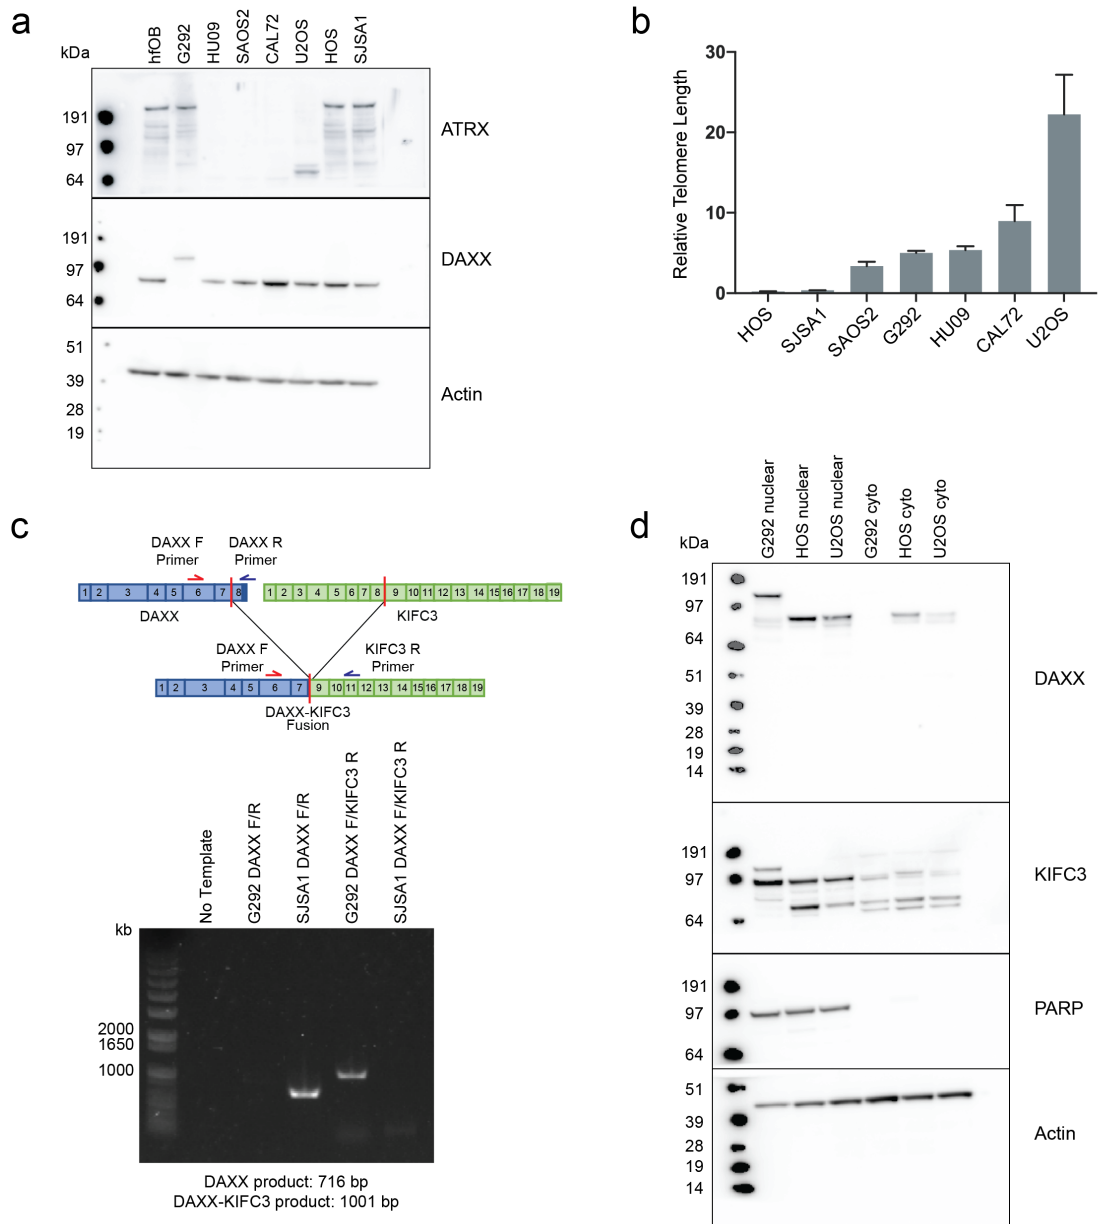 a
kDa
hfOB
G292
HU09
SAOS2
CAL72
U2OS
HOS
SJSA1
191
97
64
ATRX
191
97
64
DAXX
51
39
28
19
Actin
b
Relative Telomere Length
30
20
10
0
HOS
SJSA1
SAOS2
G292
HU09
CAL72
U2OS
c
DAXX F
Primer
DAXX R
Primer
1 2 3 4 5 6 7 8
1 2 3 4 5 6 7 8 9 10 11 12 13 14 15 16 17 18 19
DAXX
KIFC3
DAXX F
Primer
KIFC3 R
Primer
1 2 3 4 5 6 7 9 10 11 12 13 14 15 16 17 18 19
DAXX-KIFC3
Fusion
No Template
G292 DAXX F/R
SJSA1 DAXX F/R
G292 DAXX F/KIFC3 R
SJSA1 DAXX F/KIFC3 R
kb
2000
1650
1000
DAXX product: 716 bp
DAXX-KIFC3 product: 1001 bp
d
kDa
G292 nuclear
HOS nuclear
U2OS nuclear
G292 cyto
HOS cyto
U2OS cyto
191
97
64
51
39
28
19
14
DAXX
191
97
64
KIFC3
191
97
64
PARP
51
39
28
19
14
Actin